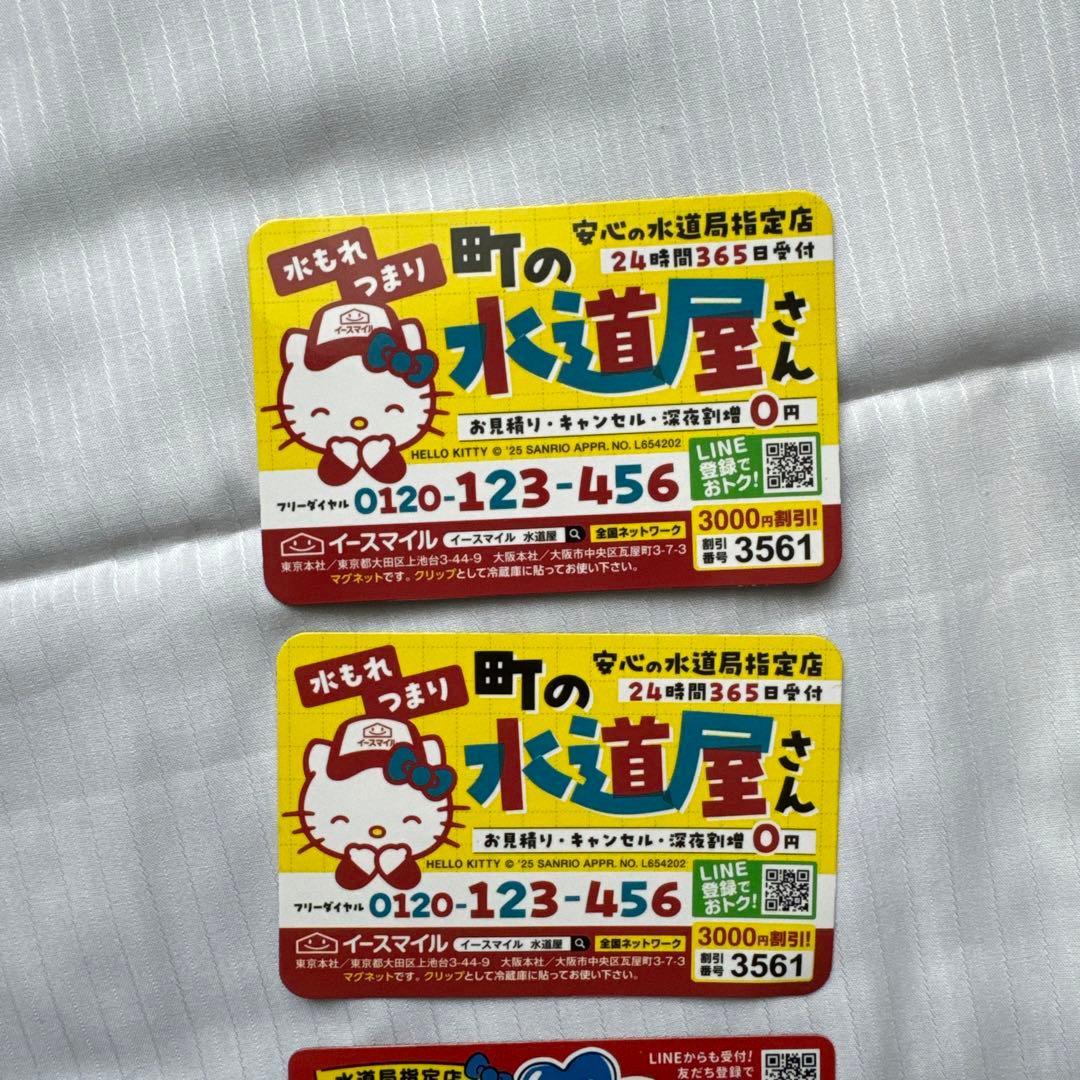 水もれ
つまり
イースマイル
町の
水道屋さん
安心の水道局指定店
24時間365日受付
お見積り・キャンセル・深夜割増0円
HELLO KITTY © '25 SANRIO APPR. NO. L654202
フリーダイヤル 0120-123-456
LINE
登録で
おトク!
イースマイル イースマイル 水道屋 全国ネットワーク
東京本社/東京都大田区上池台3-44-9 大阪本社/大阪市中央区瓦屋町3-7-3
マグネットです。クリップとして冷蔵庫に貼ってお使い下さい。
3000円割引!
割引番号 3561
水もれ
つまり
イースマイル
町の
水道屋さん
安心の水道局指定店
24時間365日受付
お見積り・キャンセル・深夜割増0円
HELLO KITTY © '25 SANRIO APPR. NO. L654202
フリーダイヤル 0120-123-456
LINE
登録で
おトク!
イースマイル イースマイル 水道屋 全国ネットワーク
東京本社/東京都大田区上池台3-44-9 大阪本社/大阪市中央区瓦屋町3-7-3
マグネットです。クリップとして冷蔵庫に貼ってお使い下さい。
3000円割引!
割引番号 3561
水道局指定店
LINEからも受付!
友だち登録で